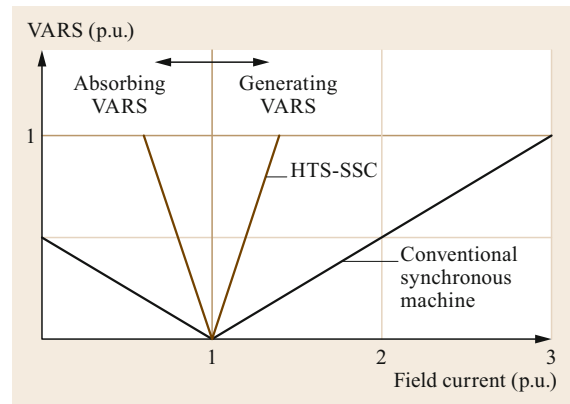 VARS (p.u.)
Absorbing
VARS
Generating
VARS
1
HTS-SSC
Conventional
synchronous
machine
1
2
3
Field current (p.u.)